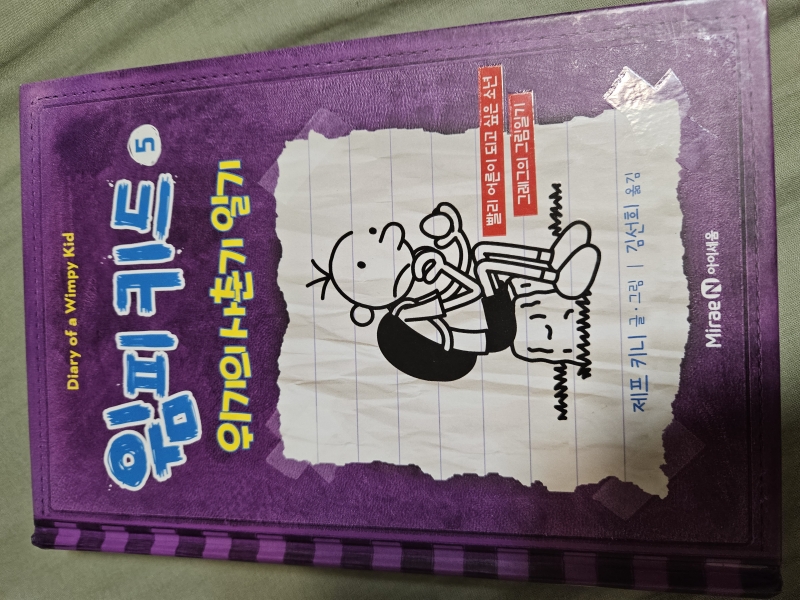 Diary of a Wimpy Kid
윔피 키드 5
위기의 사춘기 일기
빨리 어른이 되고 싶은 소년
그레그의 그림일기
제프 키니 글·그림 | 김선희 옮김
Mirae N 아이세움